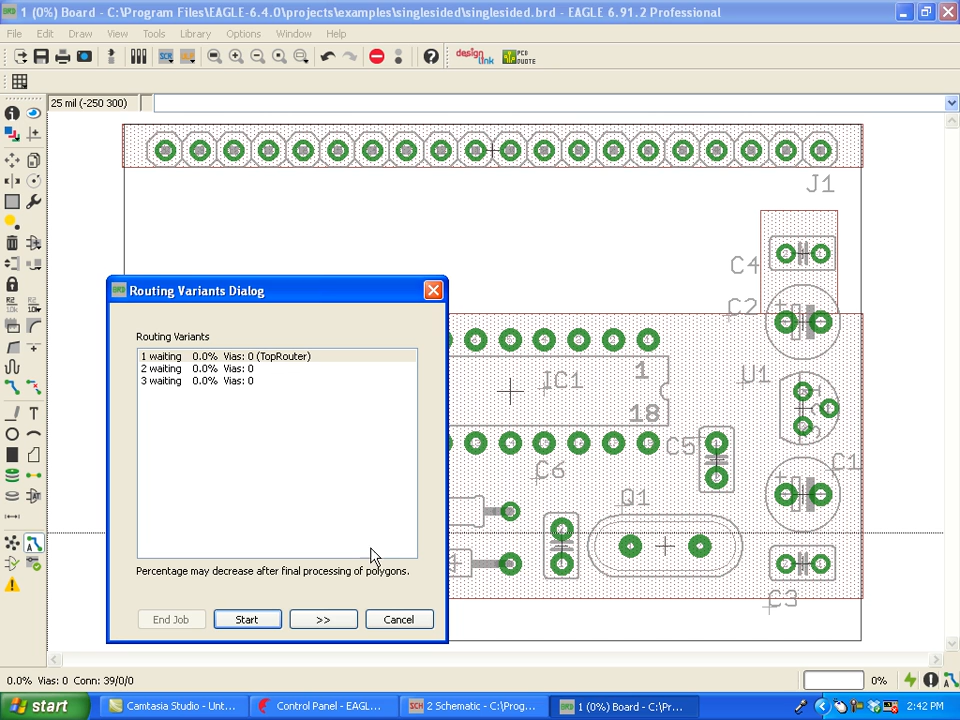 1 (0%) Board - C:\Program Files\EAGLE-6.4.0\projects\examples\singlesided\singlesided.brd - EAGLE 6.91.2 Professional
File Edit Draw View Tools Library Options Window Help
design link PCB QUOTE
25 mil (-250 300)
J1
C4
C2
Routing Variants Dialog
Routing Variants
1 waiting 0.0% Vias: 0 (TopRouter)
2 waiting 0.0% Vias: 0
3 waiting 0.0% Vias: 0
IC1
1
18
U1
C5
C6
C1
Q1
C3
Percentage may decrease after final processing of polygons.
End Job Start >> Cancel
0.0% Vias: 0 Conn: 39/0/0
0%
start Camtasia Studio - Unt... Control Panel - EAGL... 2 Schematic - C:\Prog... 1 (0%) Board - C:\Pr...
2:42 PM